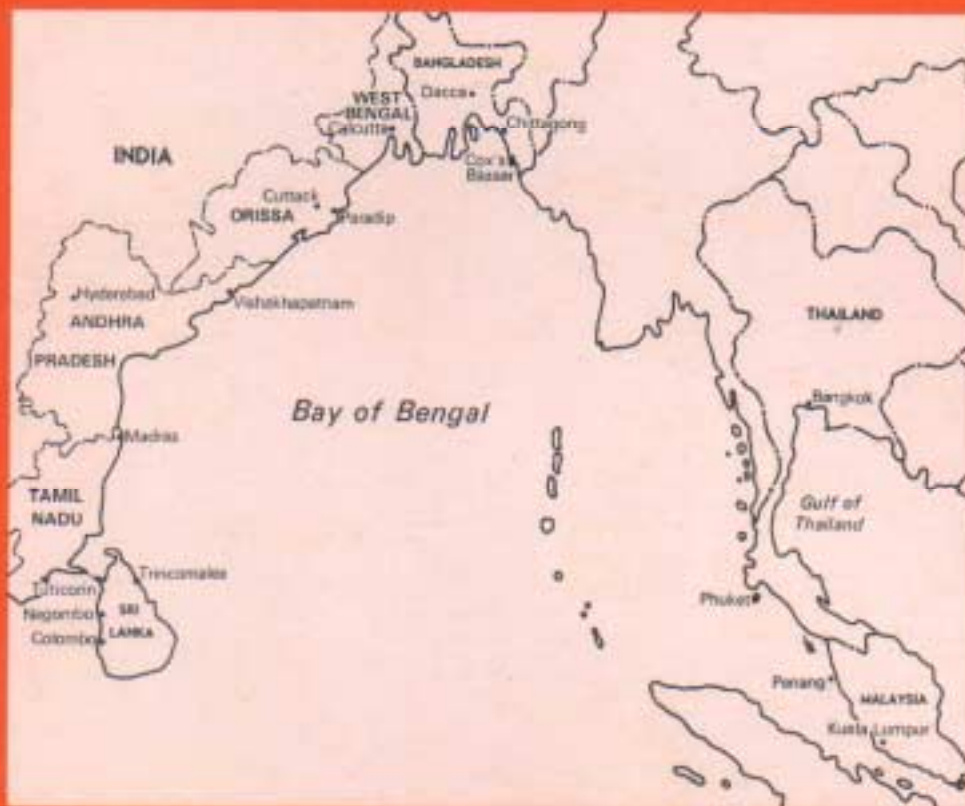 BANGLADESH
Dacca
WEST
BENGAL
Calcutta
Chittagong
Cox's
Bazar
INDIA
Cuttack
ORISSA
Paradip
Hyderabad
Vishakhapatnam
ANDHRA
PRADESH
THAILAND
Bangkok
Bay of Bengal
Madras
TAMIL
NADU
Gulf of
Thailand
Tuticorin
Trincomalee
Negombo
SRI
LANKA
Colombo
Phuket
Penang
MALAYSIA
Kuala Lumpur